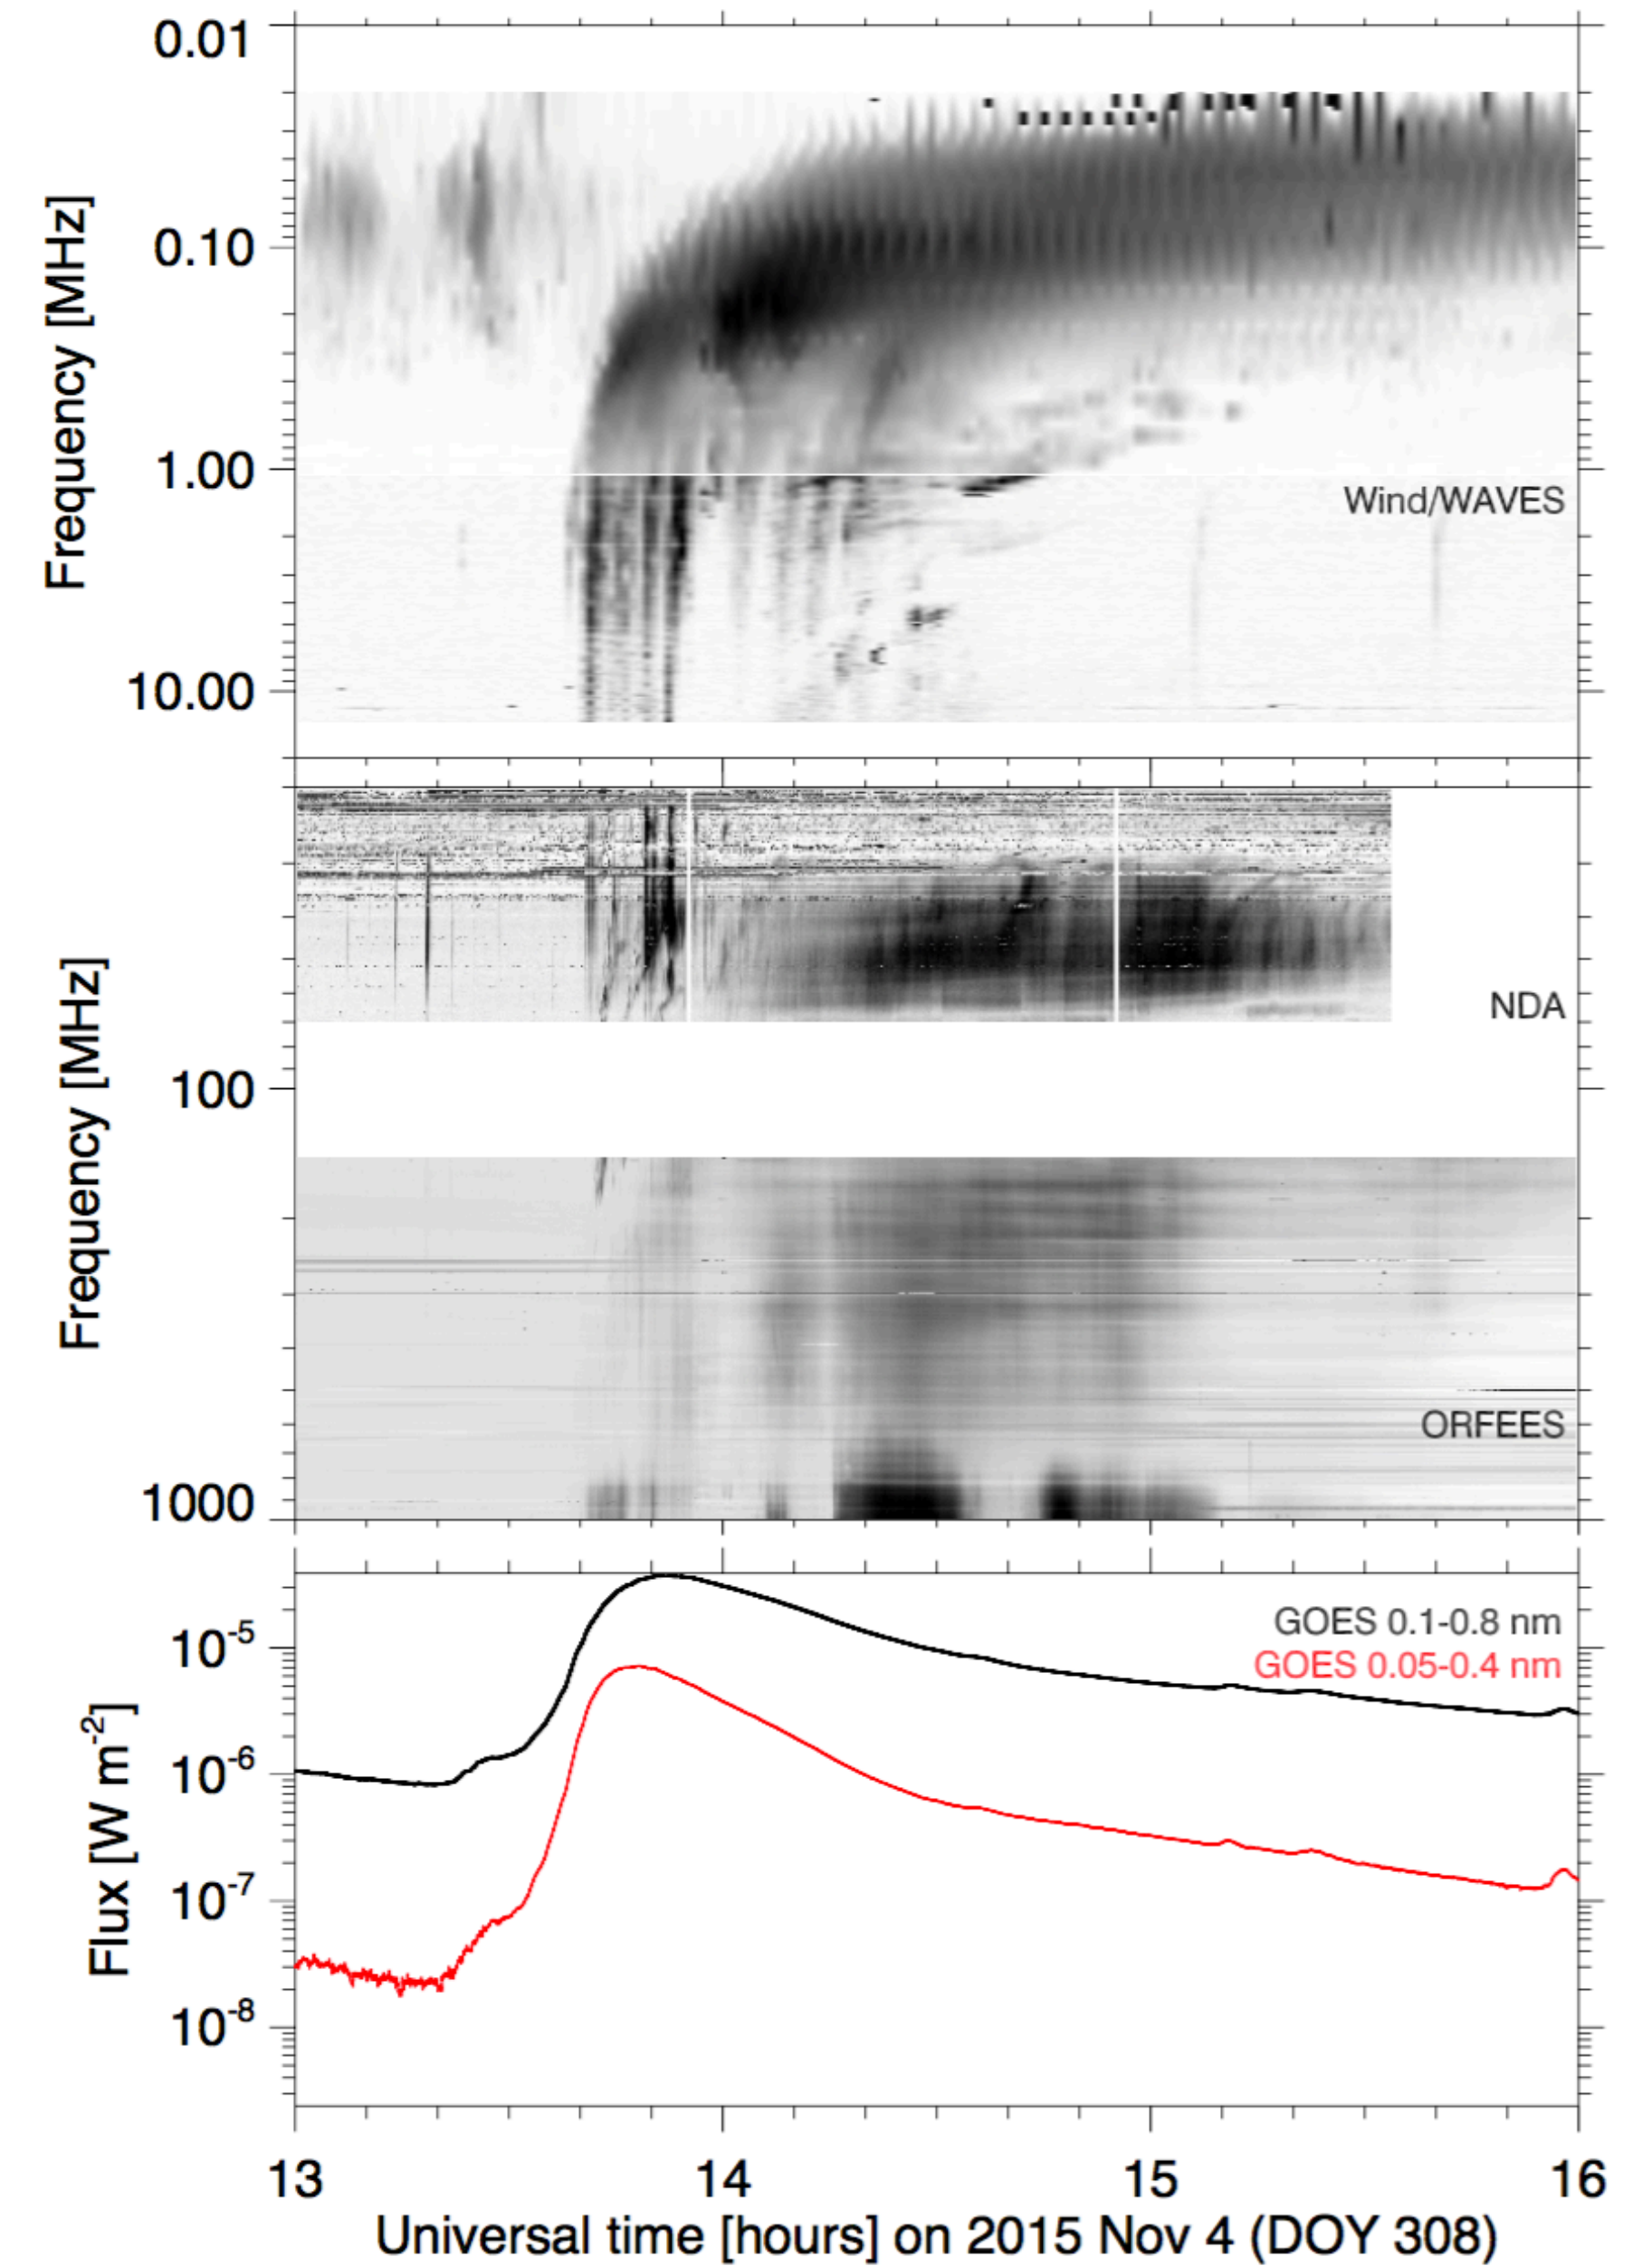 0.01
0.10
1.00
10.00
Frequency [MHz]
Wind/WAVES
100
1000
Frequency [MHz]
NDA
ORFEES
10-5
10-6
10-7
10-8
Flux [W m-2]
GOES 0.1-0.8 nm
GOES 0.05-0.4 nm
13 14 15 16
Universal time [hours] on 2015 Nov 4 (DOY 308)